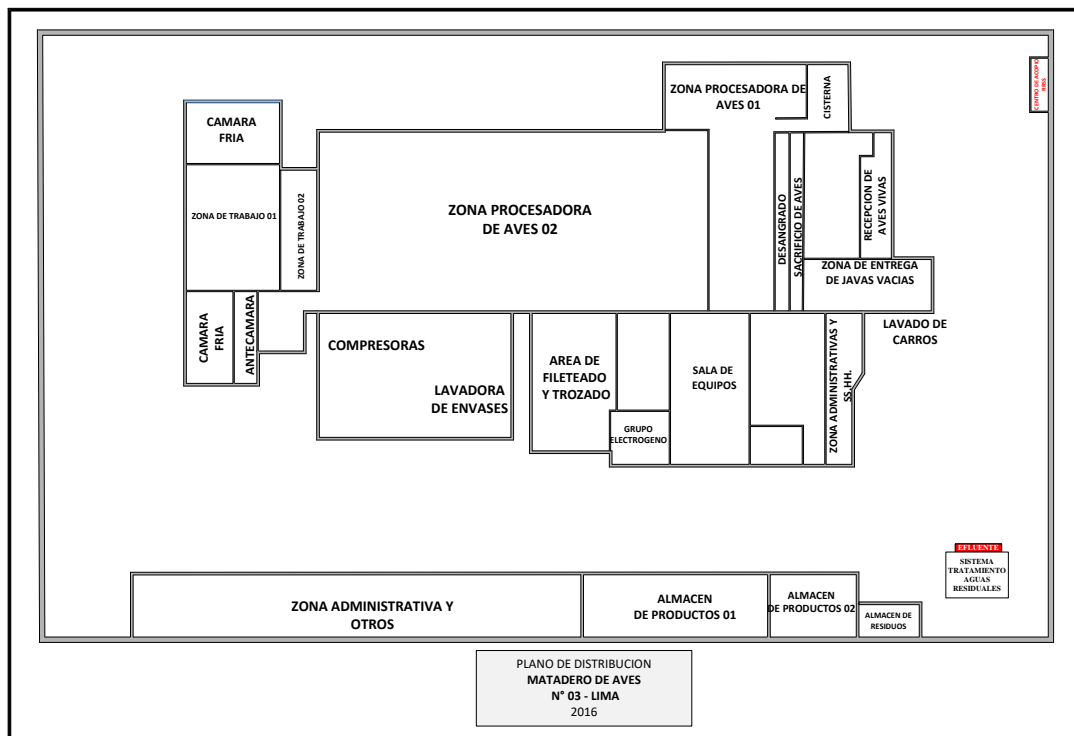 ZONA PROCESADORA DE
AVES 01
CISTERNA
CENTRO DE ACOPIO
RRSS
CAMARA
FRIA
ZONA DE TRABAJO 01
ZONA DE TRABAJO 02
ZONA PROCESADORA
DE AVES 02
DESANGRADO
SACRIFICIO DE AVES
RECEPCION DE
AVES VIVAS
ZONA DE ENTREGA
DE JAVAS VACIAS
CAMARA
FRIA
ANTECAMARA
COMPRESORAS
LAVADORA
DE ENVASES
AREA DE
FILETEADO
Y TROZADO
GRUPO
ELECTROGENO
SALA DE
EQUIPOS
ZONA ADMINISTRATIVAS Y
SS.HH.
LAVADO DE
CARROS
EFLUENTE
SISTEMA
TRATAMIENTO
AGUAS
RESIDUALES
ZONA ADMINISTRATIVA Y
OTROS
ALMACEN
DE PRODUCTOS 01
ALMACEN
DE PRODUCTOS 02
ALMACEN DE
RESIDUOS
PLANO DE DISTRIBUCION
MATADERO DE AVES
N° 03 - LIMA
2016